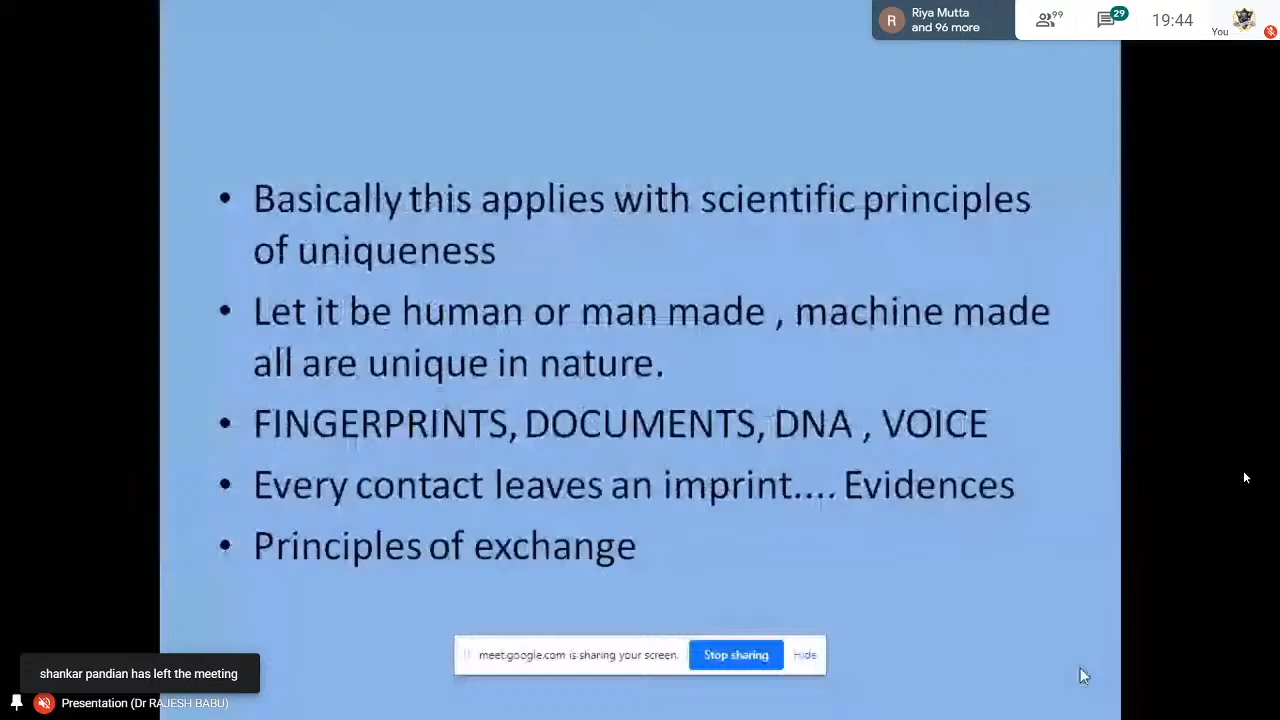 Riya Mutta
and 96 more
R
99
29
19:44
You
• Basically this applies with scientific principles
of uniqueness
• Let it be human or man made , machine made
all are unique in nature.
• FINGERPRINTS, DOCUMENTS, DNA , VOICE
• Every contact leaves an imprint.... Evidences
• Principles of exchange
meet.google.com is sharing your screen.
Stop sharing
Hide
shankar pandian has left the meeting
Presentation (Dr RAJESH BABU)